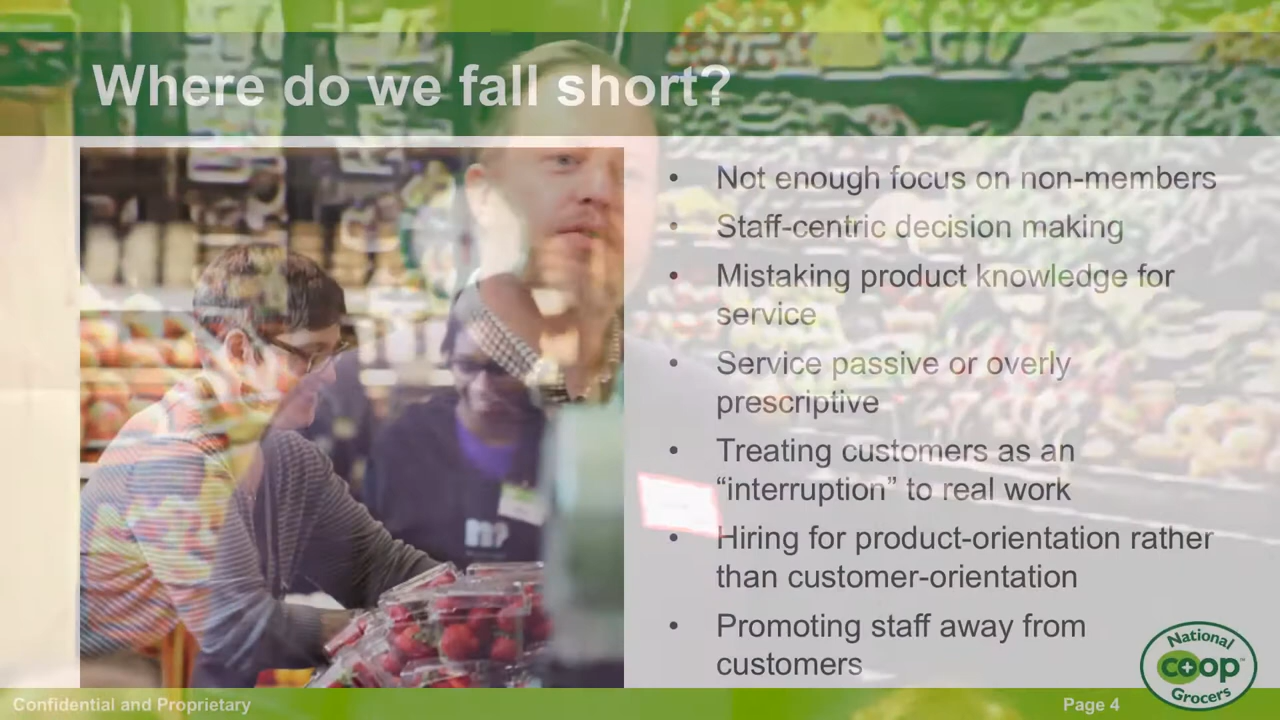 Where do we fall short?
• Not enough focus on non-members
• Staff-centric decision making
• Mistaking product knowledge for
service
• Service passive or overly
prescriptive
• Treating customers as an
“interruption” to real work
• Hiring for product-orientation rather
than customer-orientation
• Promoting staff away from
customers
National
co+op™
Grocers
Confidential and Proprietary
Page 4